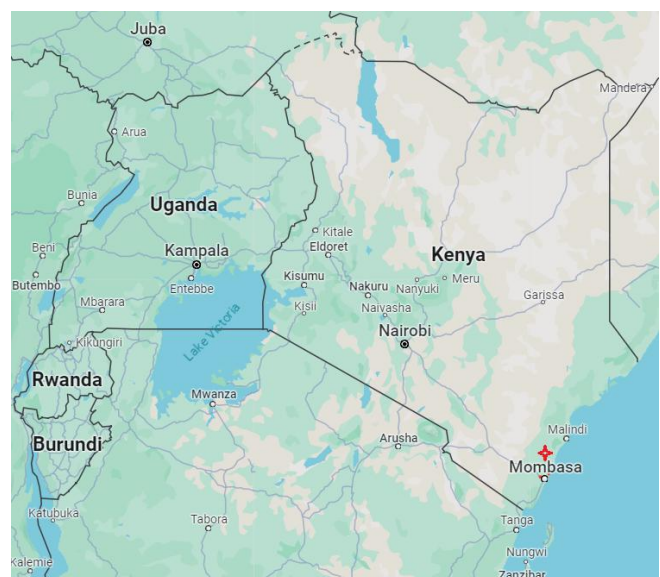 Juba
Mandera
Arua
Bunia
Uganda
Kitale
Eldoret
Kenya
Beni
Kampala
Butembo
Entebbe
Kisumu
Nakuru
Nanyuki
Meru
Garissa
Mbarara
Kisii
Naivasha
Lake Victoria
Nairobi
Kikungiri
Rwanda
Mwanza
Burundi
Arusha
Malindi
Mombasa
Katubuka
Tabora
Tanga
Nungwi
Kalemie
Zanzibar